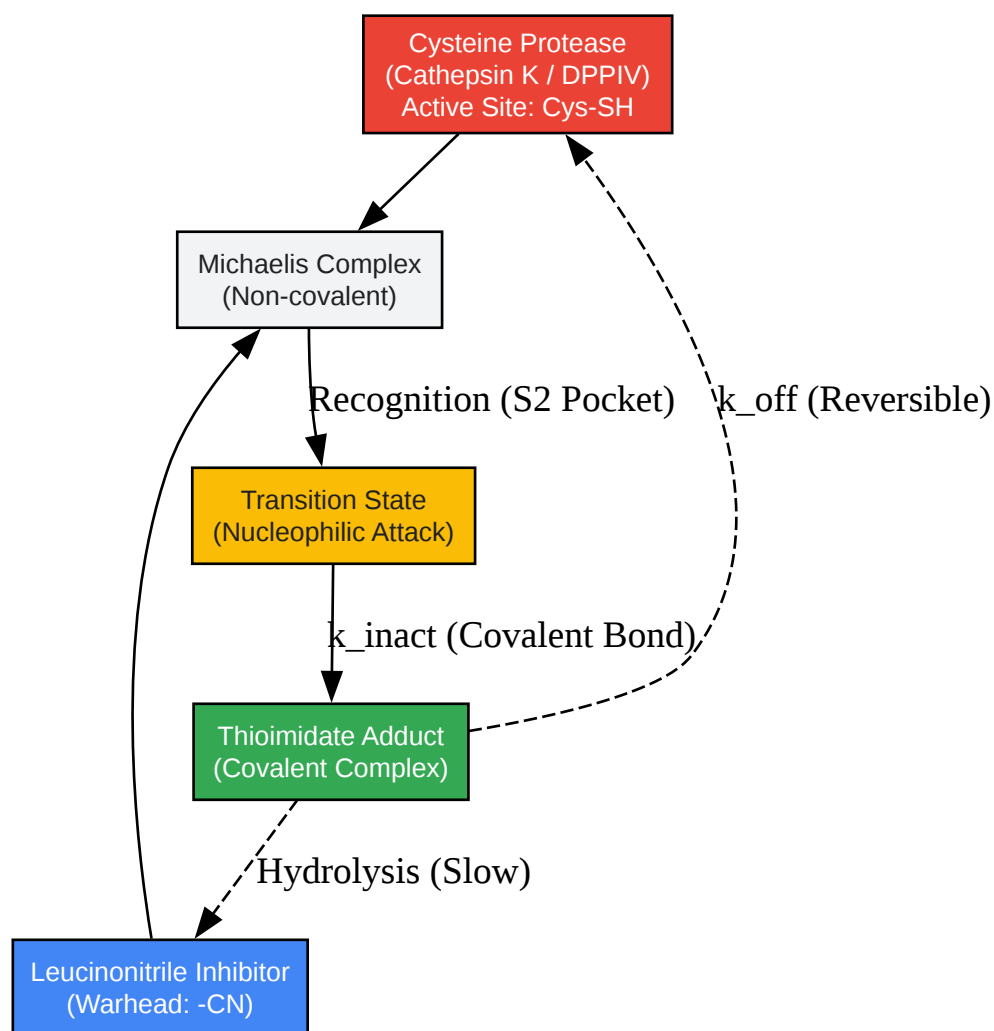 Cysteine Protease
(Cathepsin K / DPPIV)
Active Site: Cys-SH
Michaelis Complex
(Non-covalent)
Recognition (S2 Pocket)
k_off (Reversible)
Transition State
(Nucleophilic Attack)
k_inact (Covalent Bond)
Thioimidate Adduct
(Covalent Complex)
Hydrolysis (Slow)
Leucinonitrile Inhibitor
(Warhead: -CN)